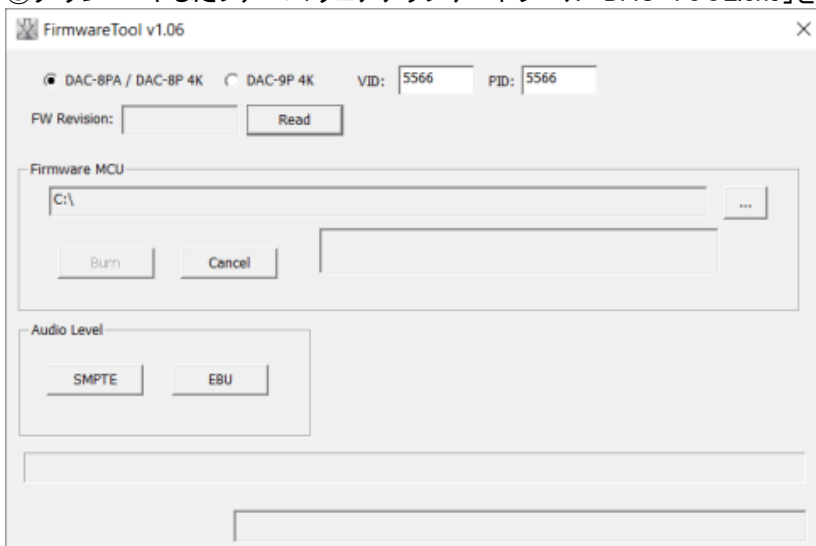 FirmwareTool v1.06
DAC-8PA / DAC-8P 4K DAC-9P 4K VID: 5566 PID: 5566
FW Revision: Read
Firmware MCU
C:\
...
Burn Cancel
Audio Level
SMPTE EBU